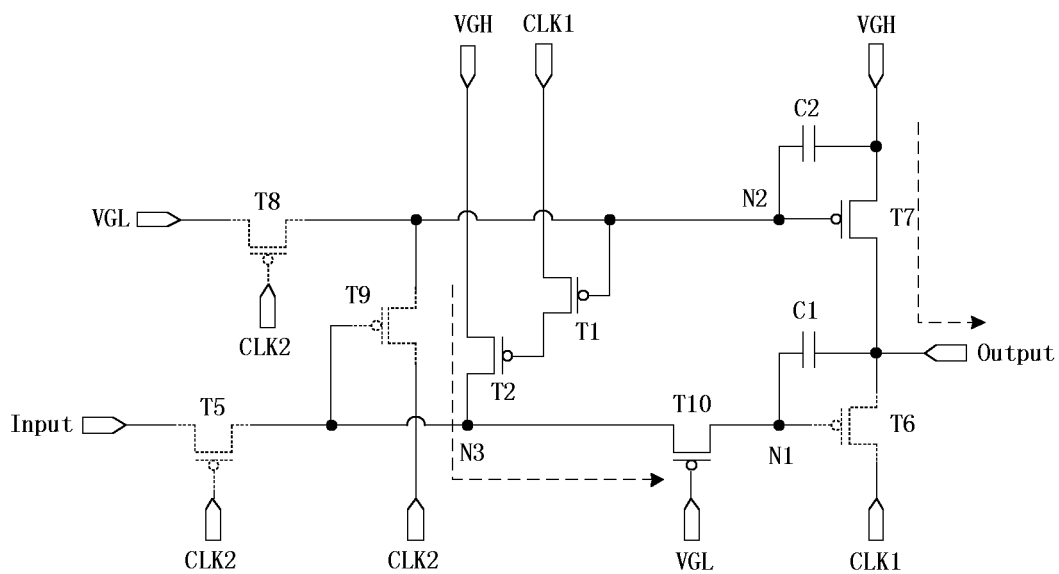 VGH
CLK1
VGH
C2
T8
N2
VGL
T7
T9
C1
T1
CLK2
Output
T2
T5
T10
T6
Input
N3
N1
CLK2
CLK2
VGL
CLK1